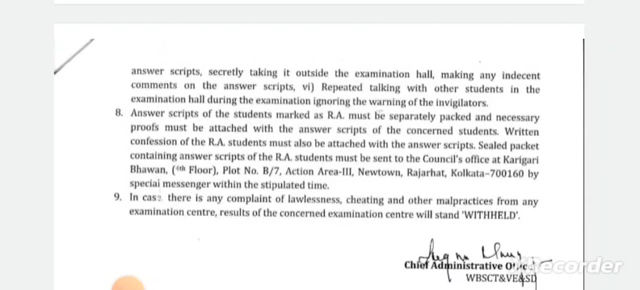 answer scripts, secretly taking it outside the examination hall, making any indecent
comments on the answer scripts, vi) Repeated talking with other students in the
examination hall during the examination ignoring the warning of the invigilators.
8. Answer scripts of the students marked as R.A. must be separately packed and necessary
proofs must be attached with the answer scripts of the concerned students. Written
confession of the R.A. students must also be attached with the answer scripts. Sealed packet
containing answer scripts of the R.A. students must be sent to the Council's office at Karigari
Bhawan, (4th Floor), Plot No. B/7, Action Area-III, Newtown, Rajarhat, Kolkata-700160 by
special messenger within the stipulated time.
9. In case there is any complaint of lawlessness, cheating and other malpractices from any
examination centre, results of the concerned examination centre will stand 'WITHHELD'.
Chief Administrative
Recorder
WBSCT&VE&SD